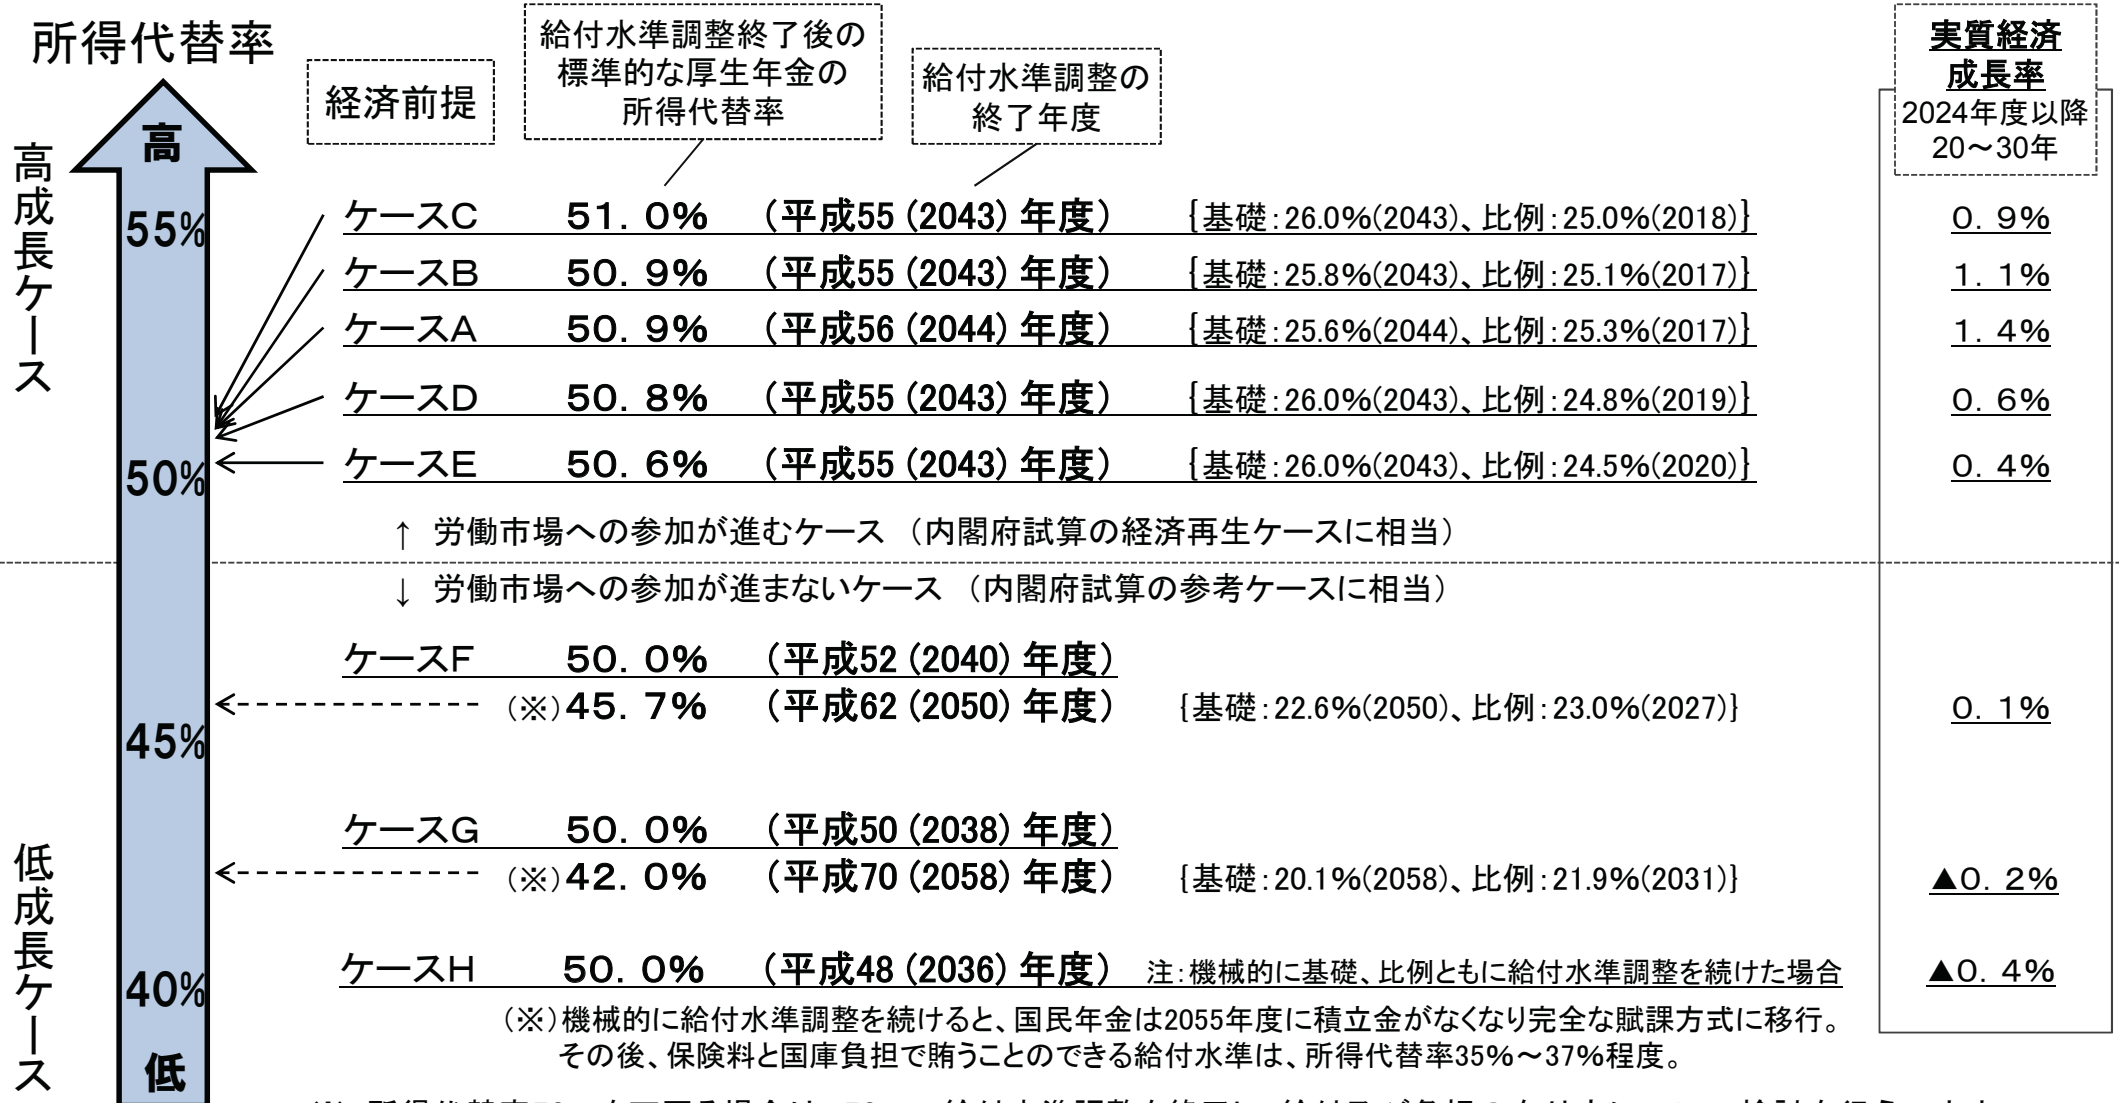 所得代替率
経済前提
給付水準調整終了後の
標準的な厚生年金の
所得代替率
給付水準調整の
終了年度
実質経済
成長率
2024年度以降
20～30年
高
高成長ケース
55%
ケースC 51.0% （平成55（2043）年度） {基礎：26.0%(2043)、比例：25.0%(2018)} 0.9%
ケースB 50.9% （平成55（2043）年度） {基礎：25.8%(2043)、比例：25.1%(2017)} 1.1%
ケースA 50.9% （平成56（2044）年度） {基礎：25.6%(2044)、比例：25.3%(2017)} 1.4%
ケースD 50.8% （平成55（2043）年度） {基礎：26.0%(2043)、比例：24.8%(2019)} 0.6%
50%
ケースE 50.6% （平成55（2043）年度） {基礎：26.0%(2043)、比例：24.5%(2020)} 0.4%
↑ 労働市場への参加が進むケース （内閣府試算の経済再生ケースに相当）
↓ 労働市場への参加が進まないケース （内閣府試算の参考ケースに相当）
ケースF 50.0% （平成52（2040）年度）
（※）45.7% （平成62（2050）年度） {基礎：22.6%(2050)、比例：23.0%(2027)} 0.1%
45%
ケースG 50.0% （平成50（2038）年度）
（※）42.0% （平成70（2058）年度） {基礎：20.1%(2058)、比例：21.9%(2031)} ▲0.2%
低成長ケース
40%
ケースH 50.0% （平成48（2036）年度） 注：機械的に基礎、比例ともに給付水準調整を続けた場合 ▲0.4%
（※）機械的に給付水準調整を続けると、国民年金は2055年度に積立金がなくなり完全な賦課方式に移行。
その後、保険料と国庫負担で賄うことのできる給付水準は、所得代替率35%～37%程度。
低